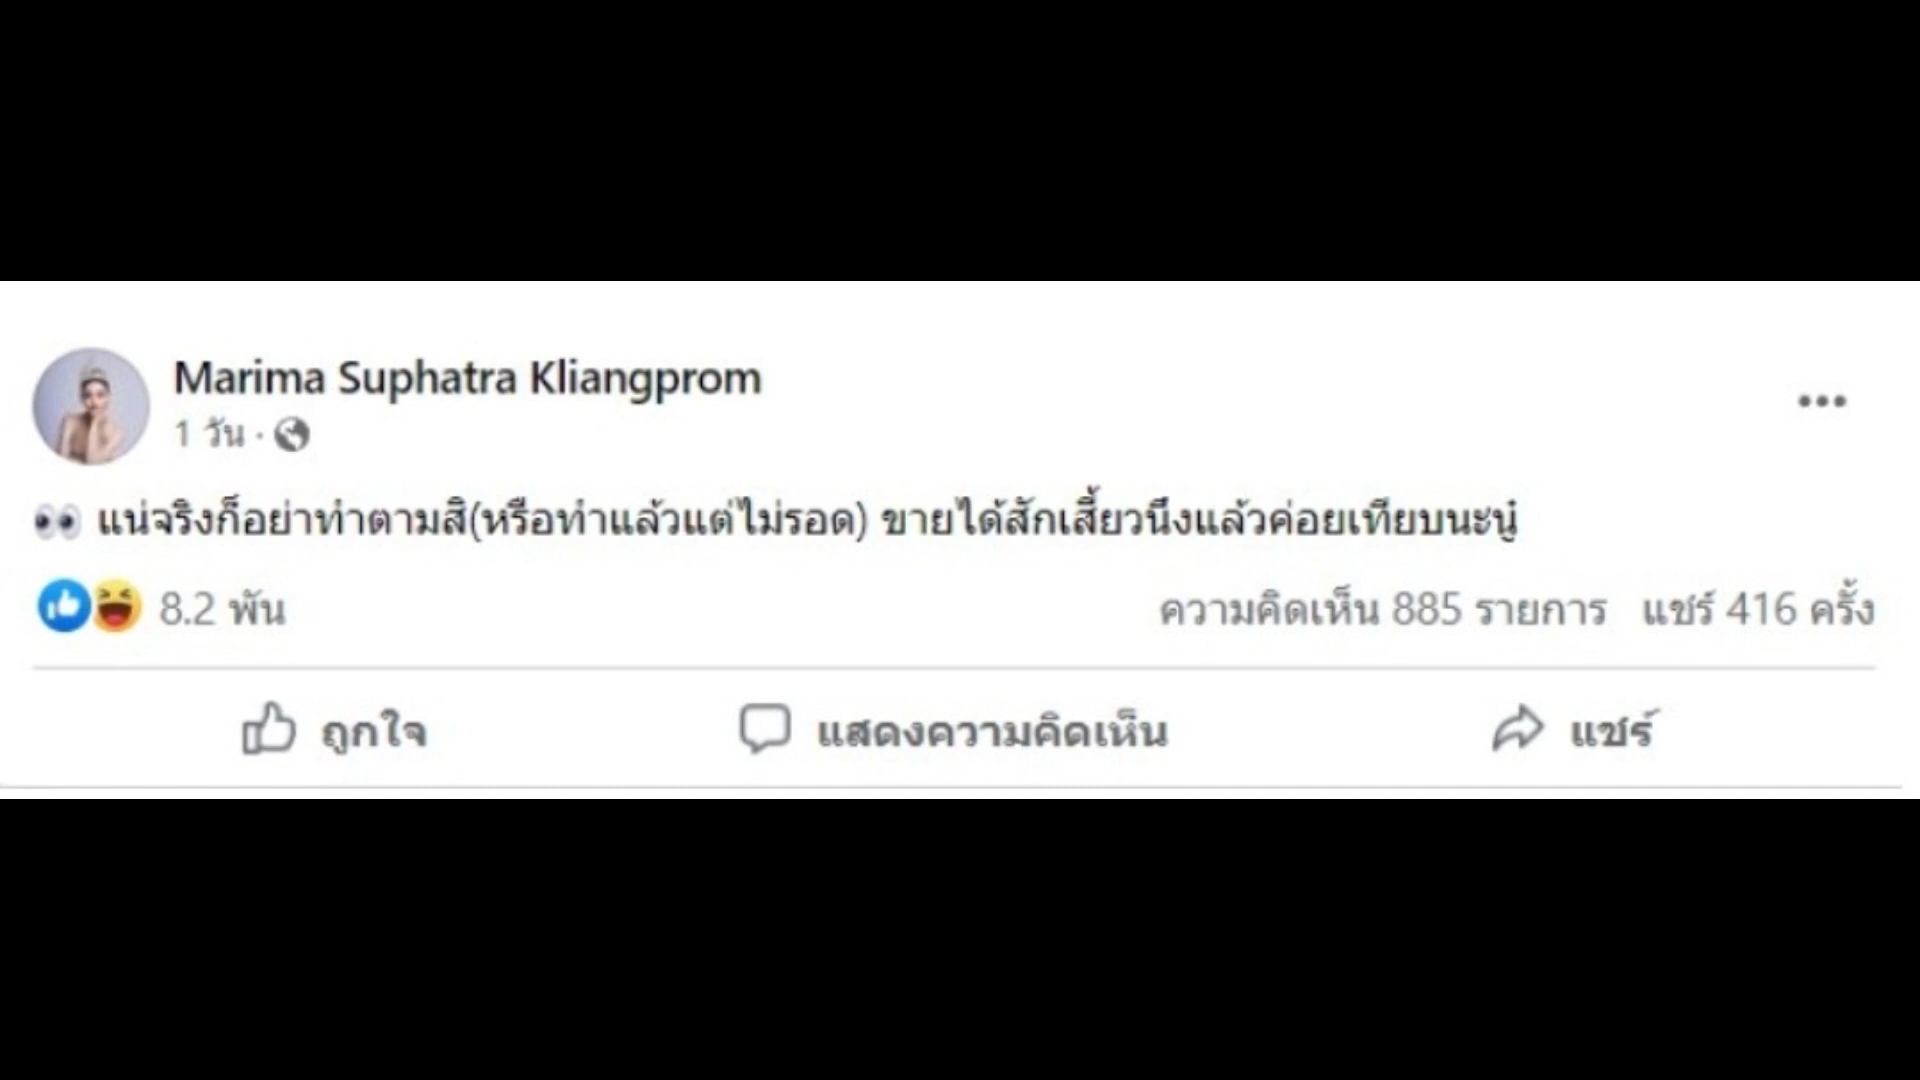 Marima Suphatra Kliangprom
1 วัน ·
👀 แน่จริงก็อย่าทำตามสิ(หรือทำแล้วแต่ไม่รอด) ขายได้สักเสี้ยวนึงแล้วค่อยเทียบนะนู๋
8.2 พัน ความคิดเห็น 885 รายการ แชร์ 416 ครั้ง
ถูกใจ แสดงความคิดเห็น แชร์